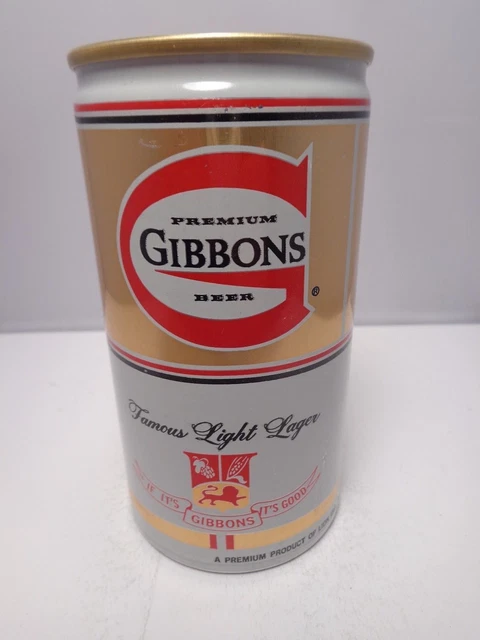 PREMIUM
GIBBONS
BEER
®
Famous Light Lager
IF IT'S
GIBBONS
IT'S GOOD
A PREMIUM PRODUCT OF